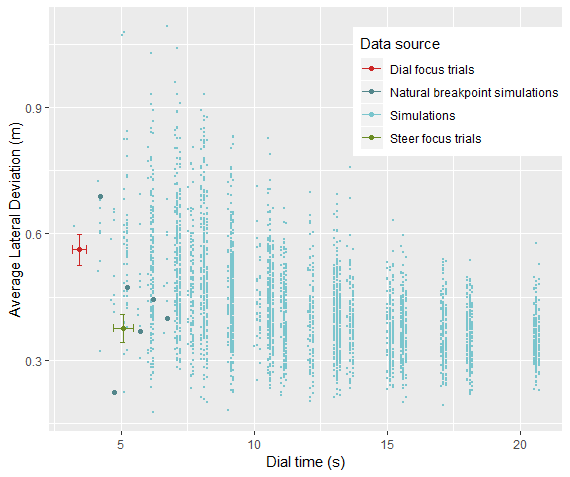 Data source
Dial focus trials
Natural breakpoint simulations
Simulations
Steer focus trials
Average Lateral Deviation (m)
0.9
0.6
0.3
5 10 15 20
Dial time (s)